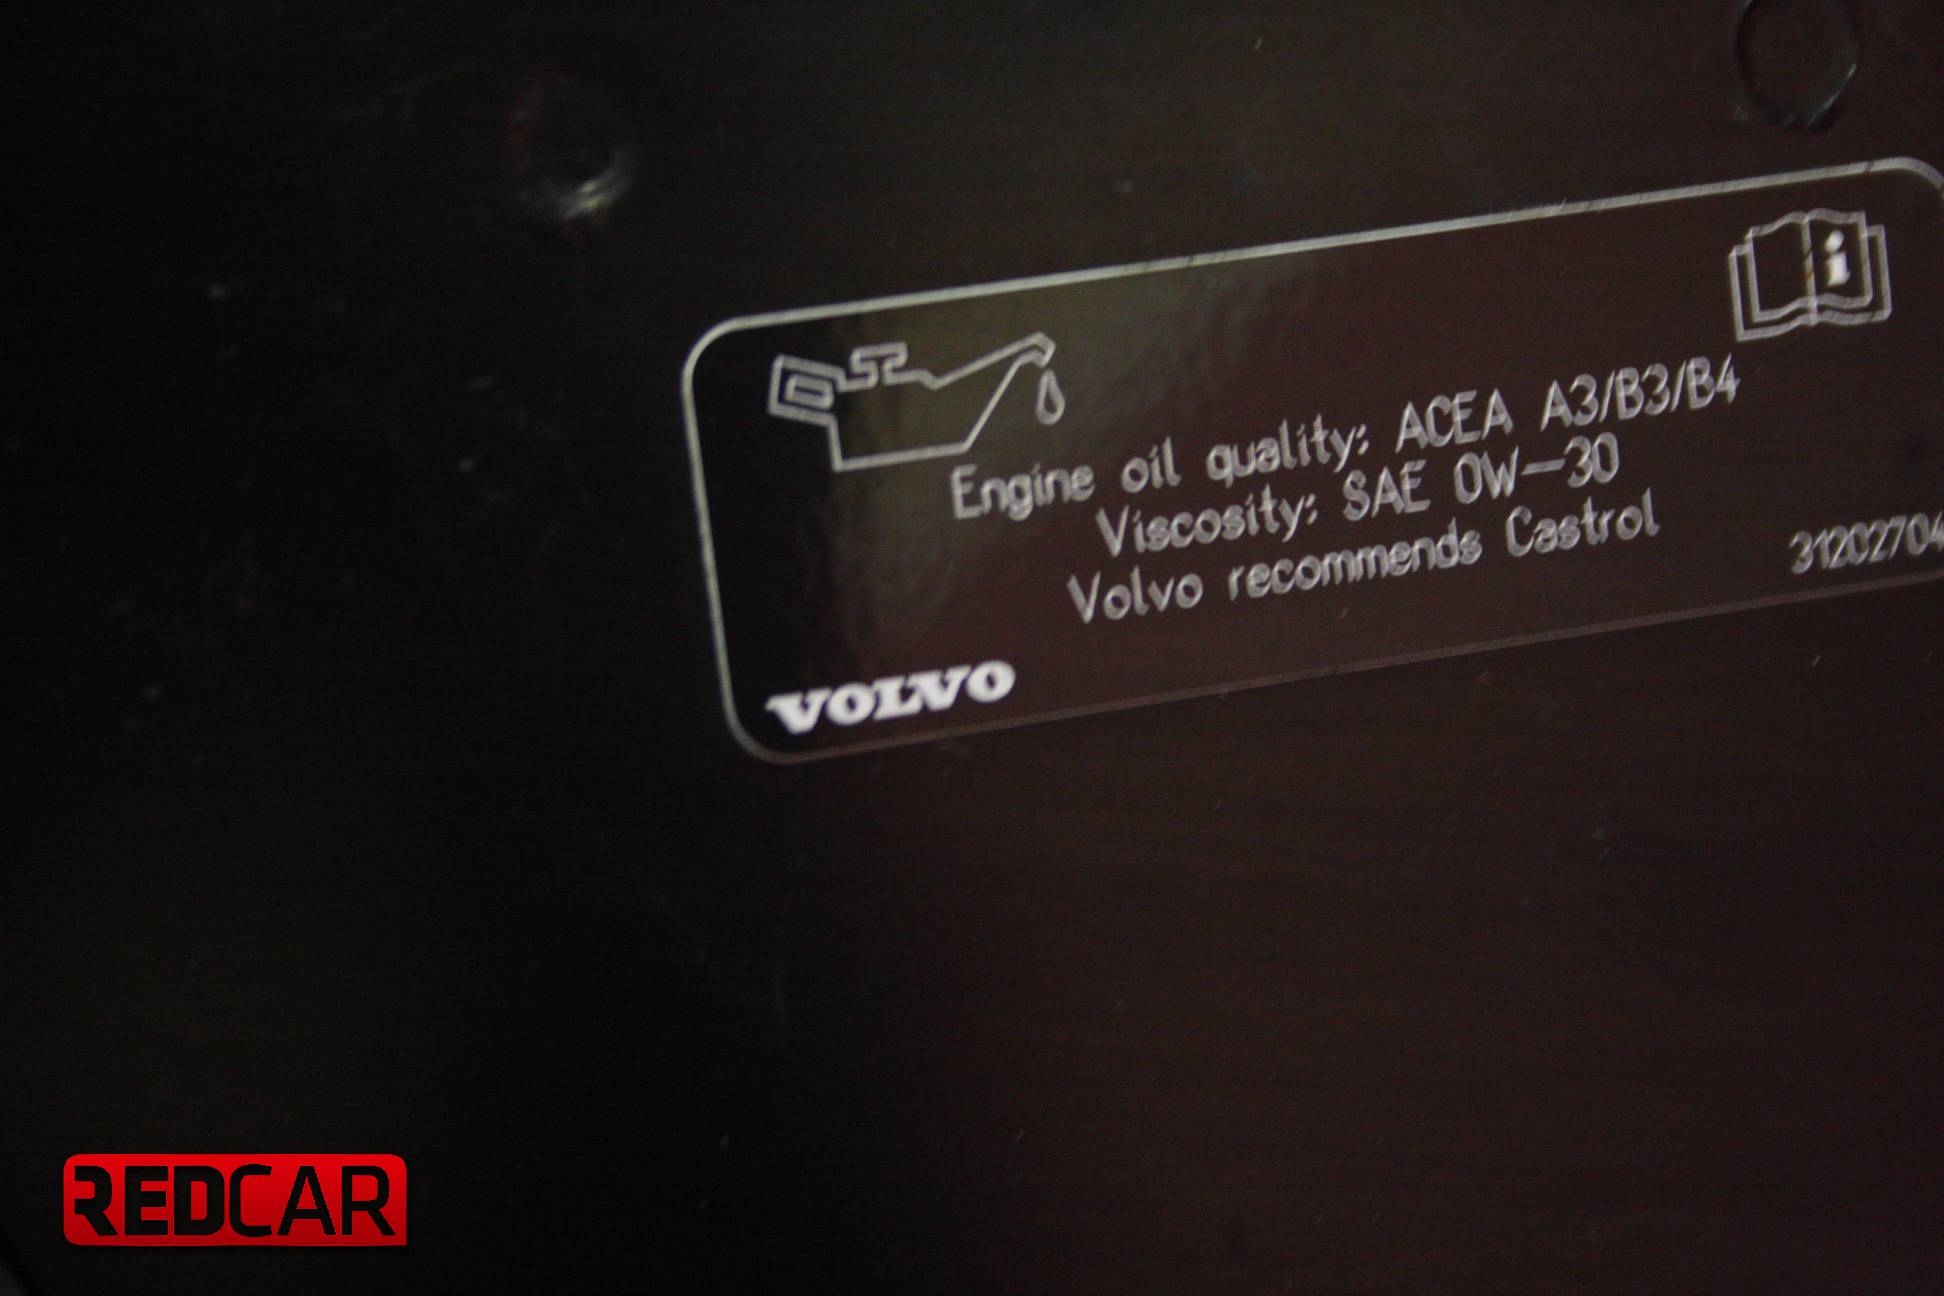 i
Engine oil quality: ACEA A3/B3/B4
Viscosity: SAE 0W-30
Volvo recommends Castrol
31202704
VOLVO
REDCAR